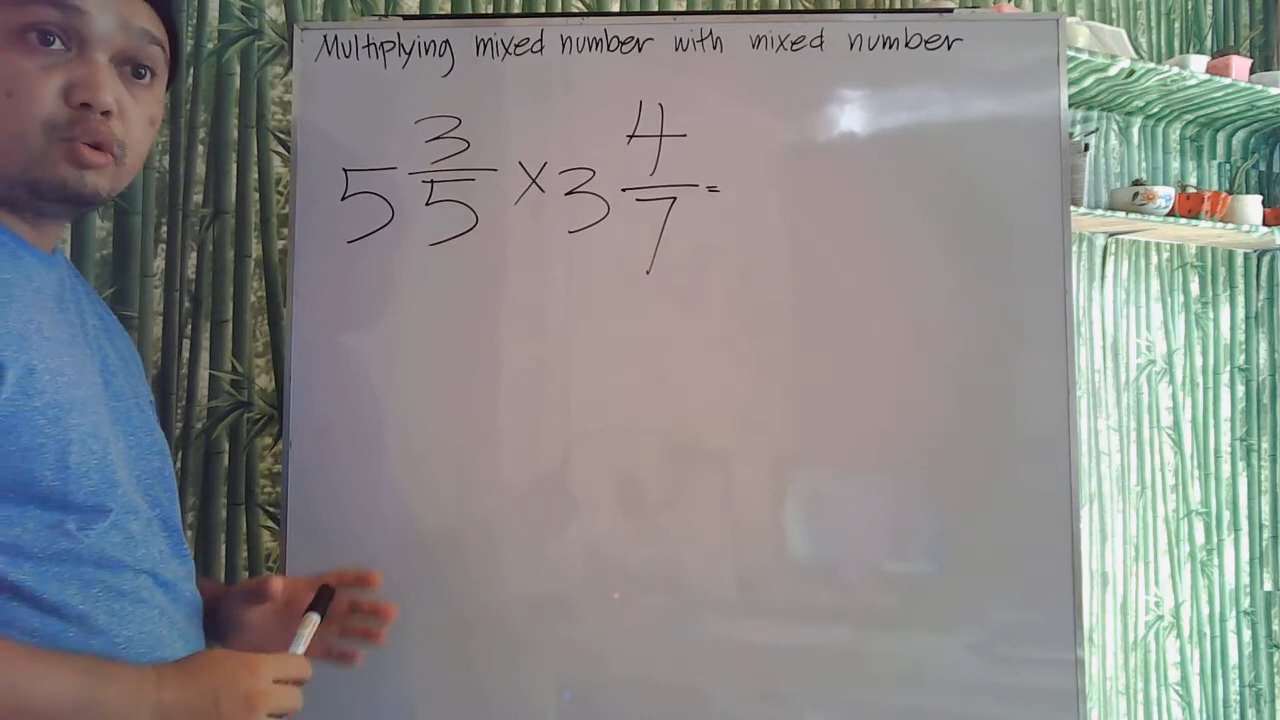 Multiplying mixed number with mixed number
5 3/5 × 3 4/7 =